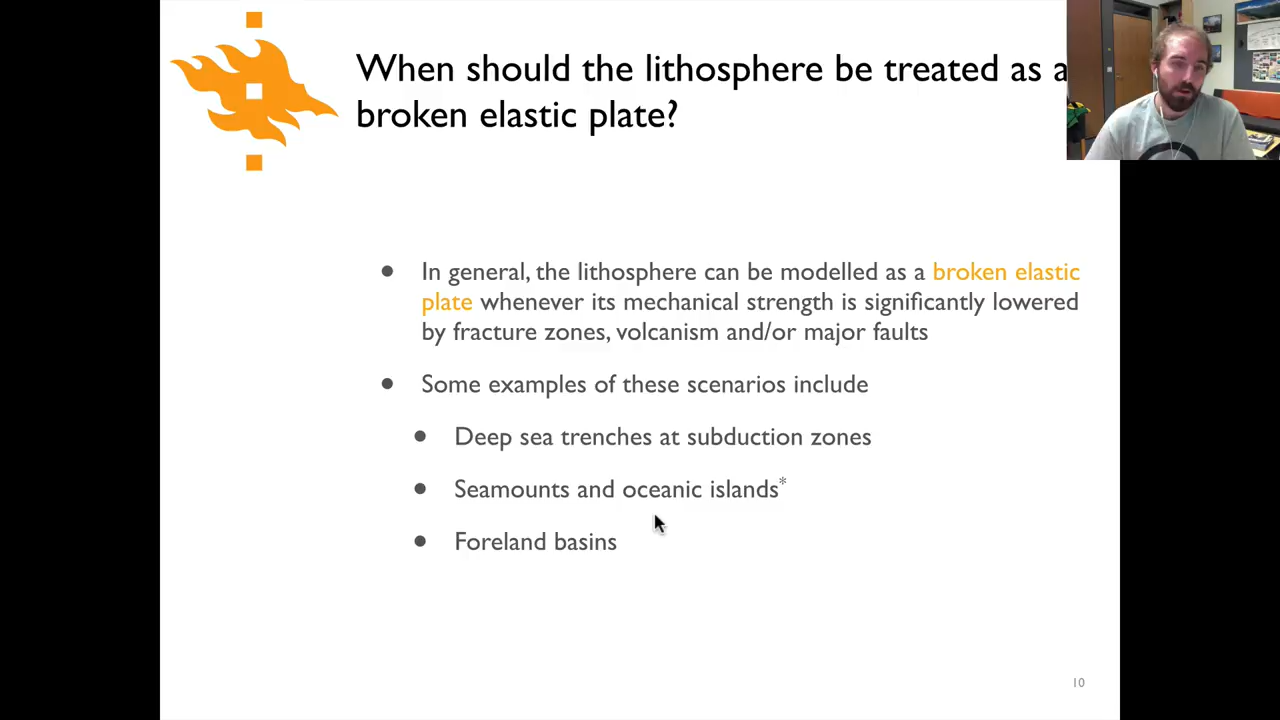 When should the lithosphere be treated as a
broken elastic plate?
● In general, the lithosphere can be modelled as a broken elastic
plate whenever its mechanical strength is significantly lowered
by fracture zones, volcanism and/or major faults
● Some examples of these scenarios include
● Deep sea trenches at subduction zones
● Seamounts and oceanic islands*
● Foreland basins
10